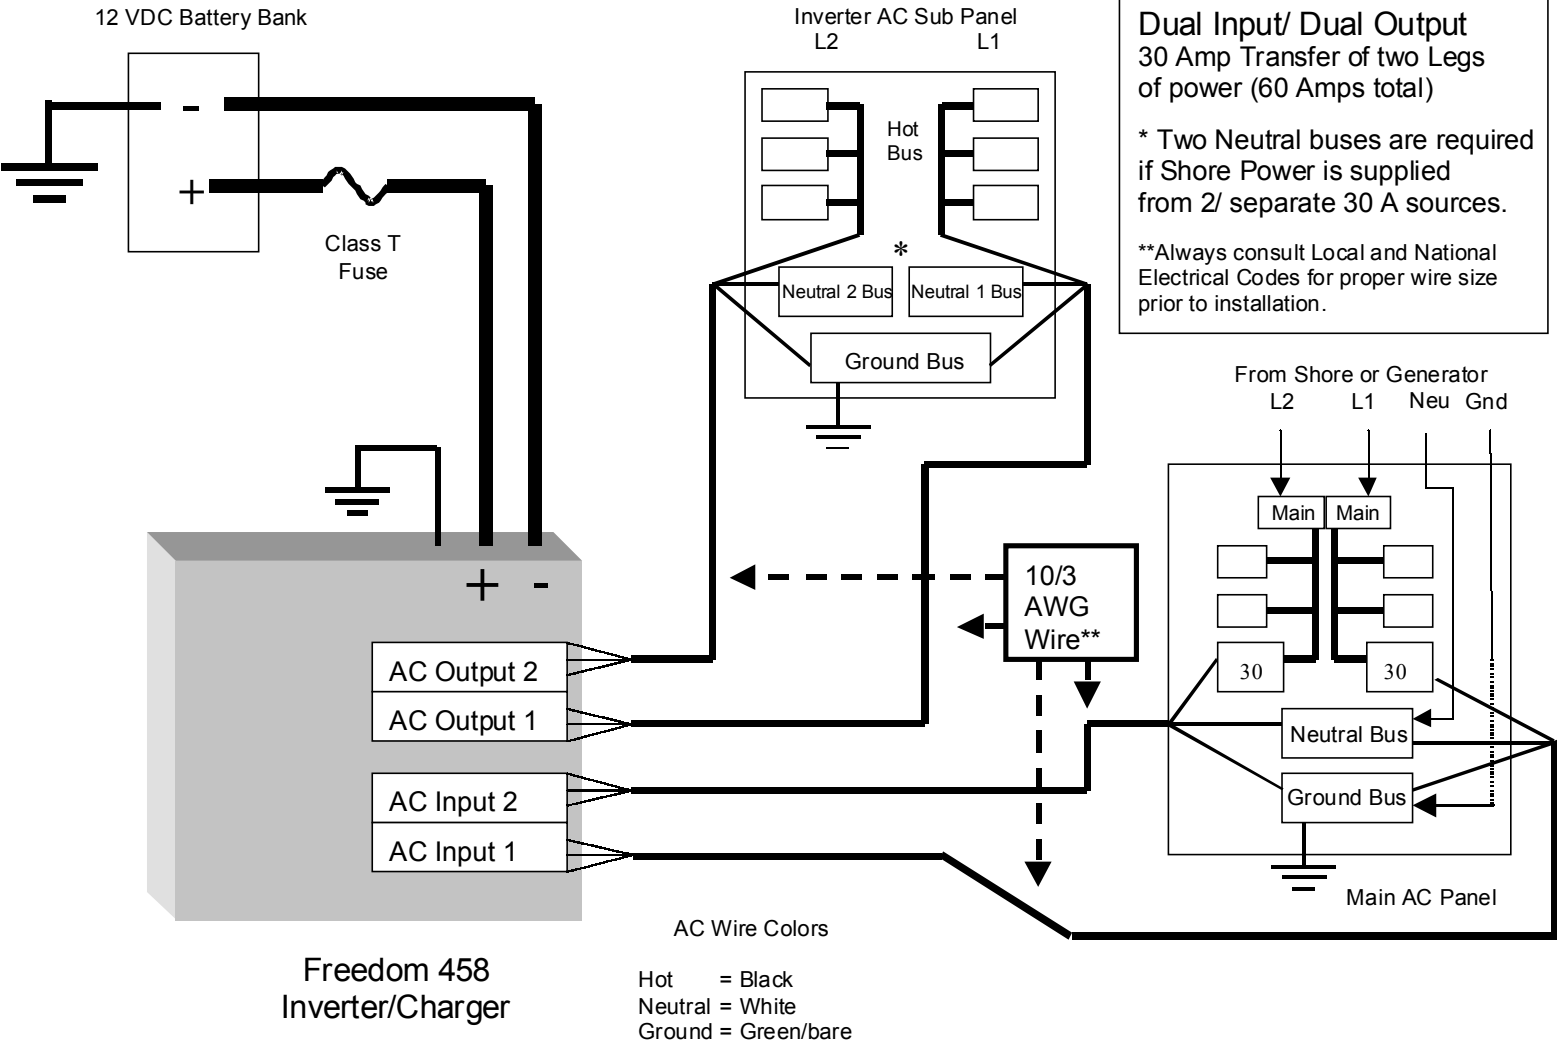 12 VDC Battery Bank
-
+
Class T
Fuse
Inverter AC Sub Panel
L2 L1
Hot
Bus
*
Neutral 2 Bus Neutral 1 Bus
Ground Bus
Dual Input/ Dual Output
30 Amp Transfer of two Legs
of power (60 Amps total)
* Two Neutral buses are required
if Shore Power is supplied
from 2/ separate 30 A sources.
**Always consult Local and National
Electrical Codes for proper wire size
prior to installation.
From Shore or Generator
L2 L1 Neu Gnd
Main Main
30 30
Neutral Bus
Ground Bus
Main AC Panel
10/3
AWG
Wire**
+ -
AC Output 2
AC Output 1
AC Input 2
AC Input 1
Freedom 458
Inverter/Charger
AC Wire Colors
Hot = Black
Neutral = White
Ground = Green/bare